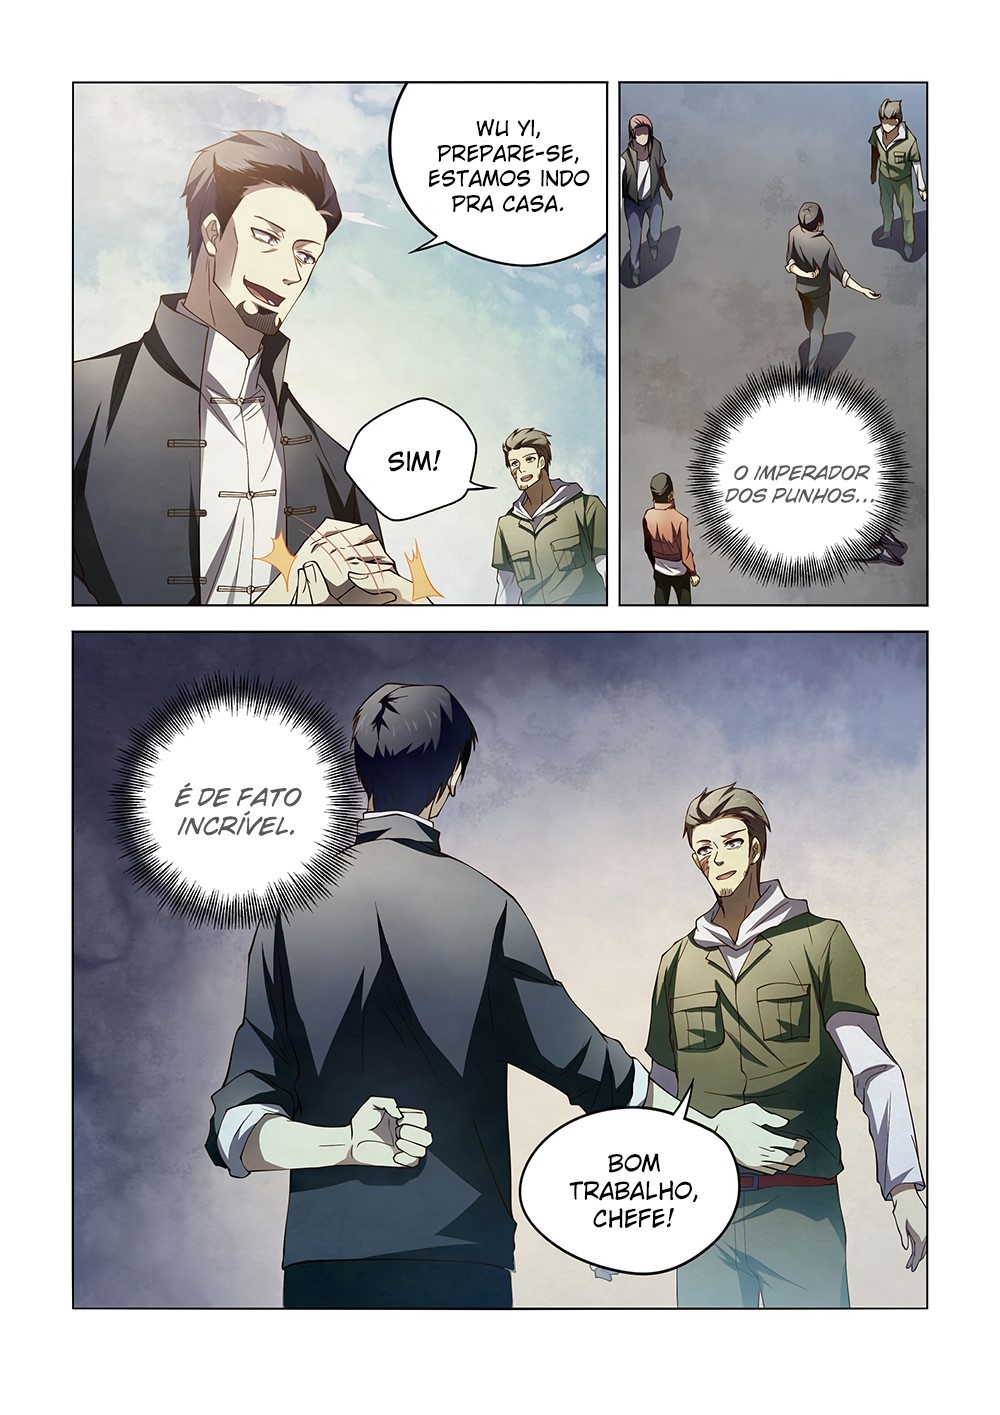 WU YI,
PREPARE-SE,
ESTAMOS INDO
PRA CASA.
SIM!
O IMPERADOR
DOS PUNHOS...
É DE FATO
INCRÍVEL.
BOM
TRABALHO,
CHEFE!